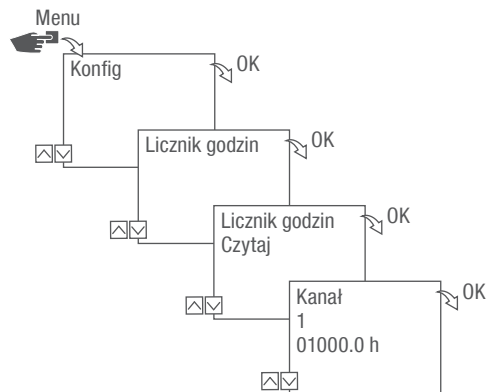 Menu
Konfig
OK
Licznik godzin
OK
Licznik godzin
Czytaj
OK
Kanał
1
01000.0 h
OK